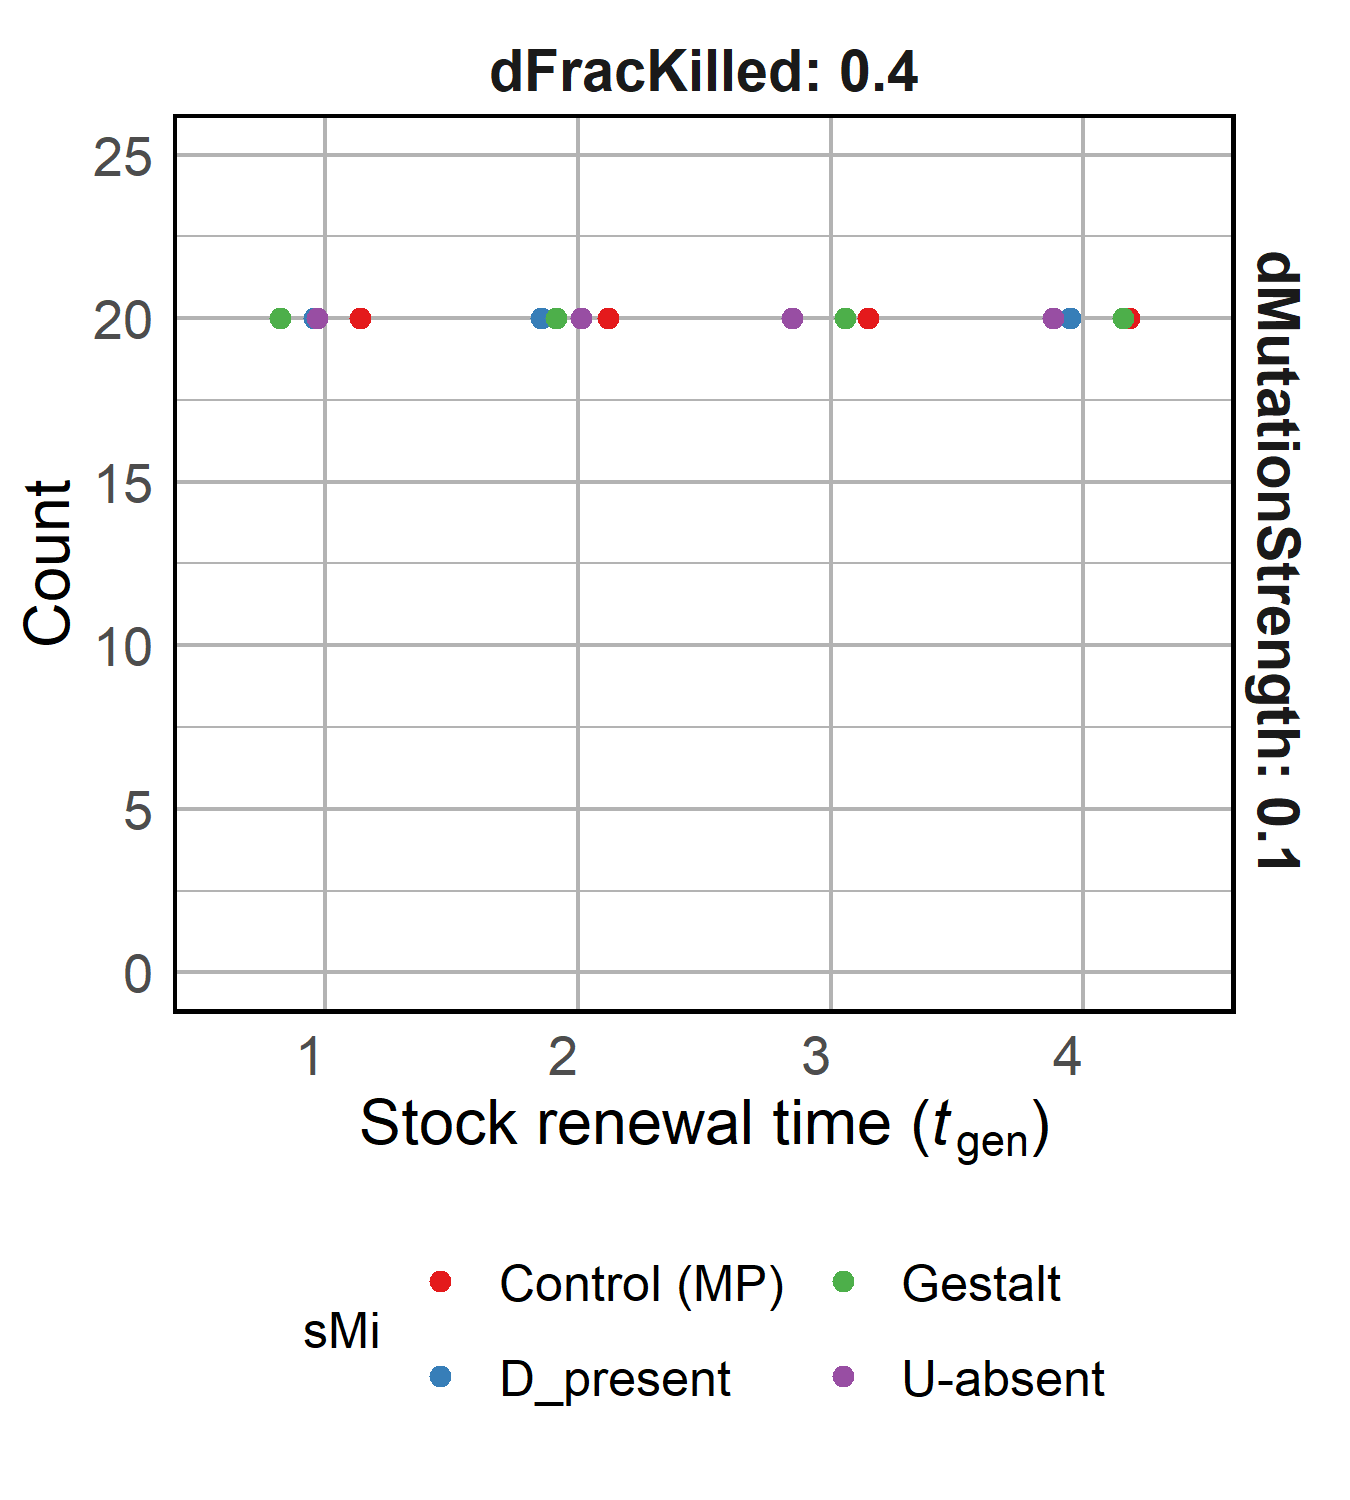 dFracKilled: 0.4
25
20
15
10
5
0
Count
dMutationStrength: 0.1
1 2 3 4
Stock renewal time (t gen)
sMi
Control (MP) Gestalt
D_present U-absent